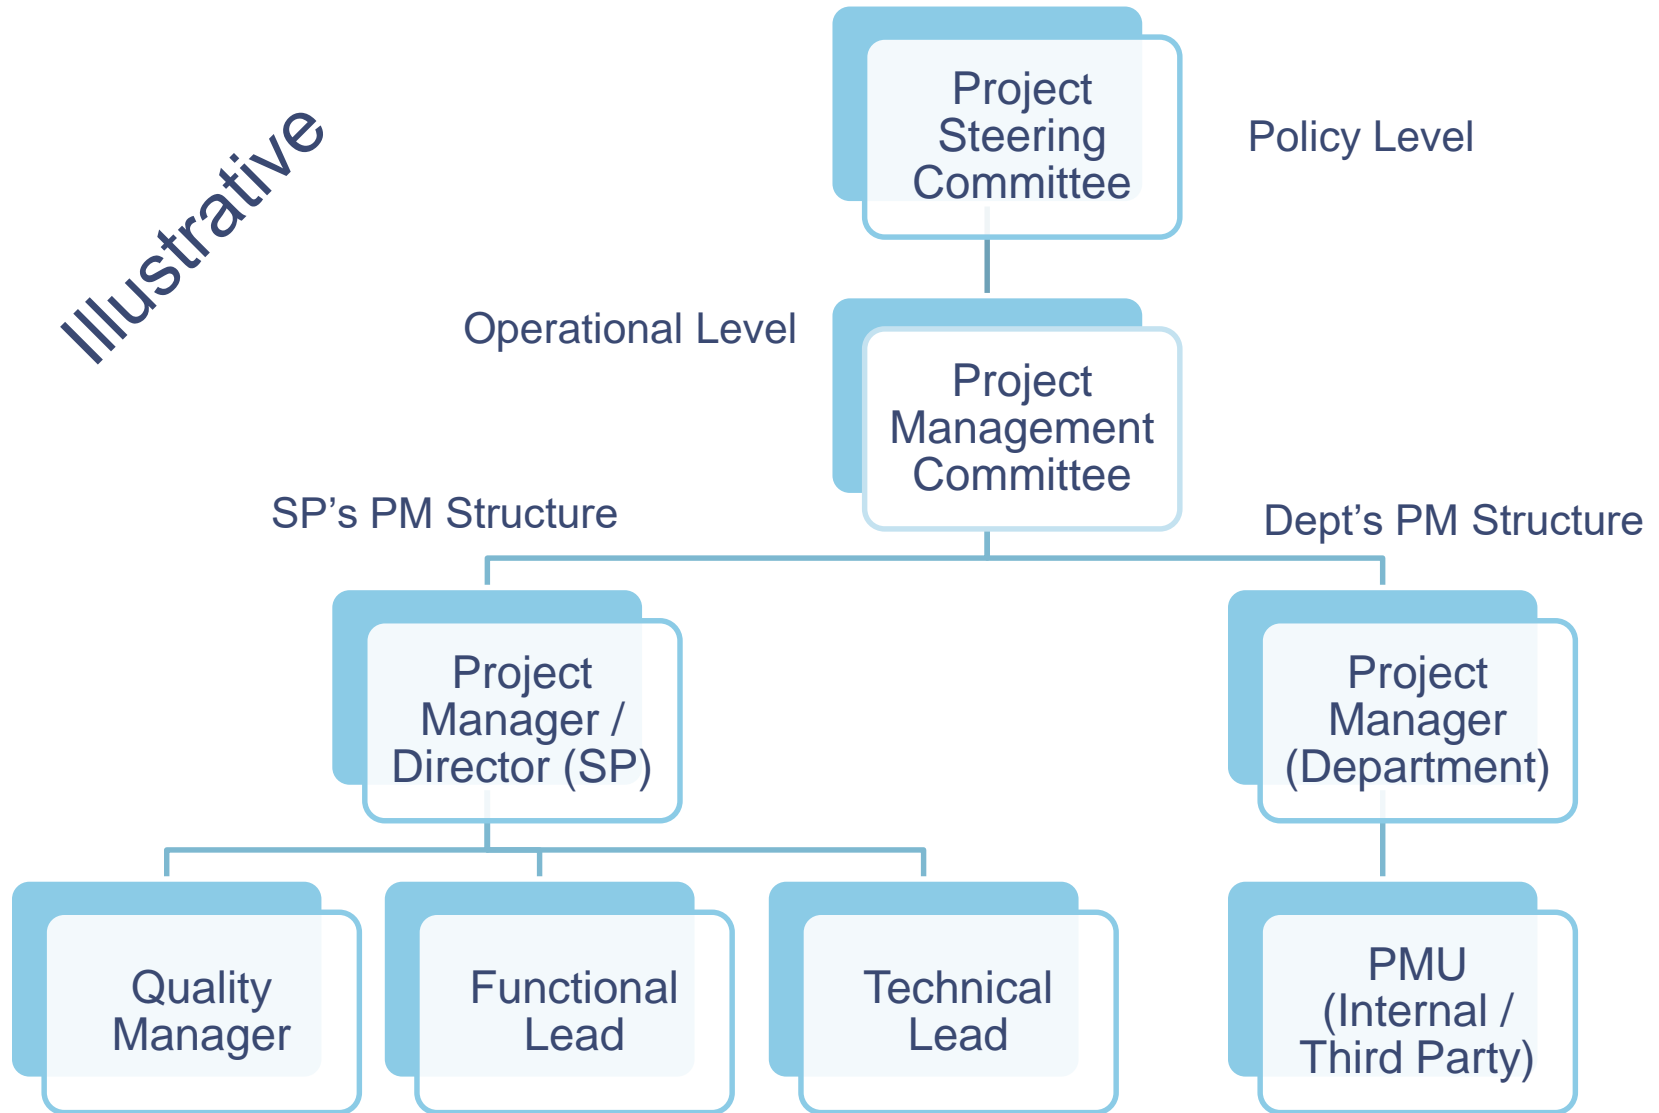 Illustrative
Project
Steering
Committee
Policy Level
Operational Level
Project
Management
Committee
SP’s PM Structure
Dept’s PM Structure
Project
Manager /
Director (SP)
Project
Manager
(Department)
Quality
Manager
Functional
Lead
Technical
Lead
PMU
(Internal /
Third Party)